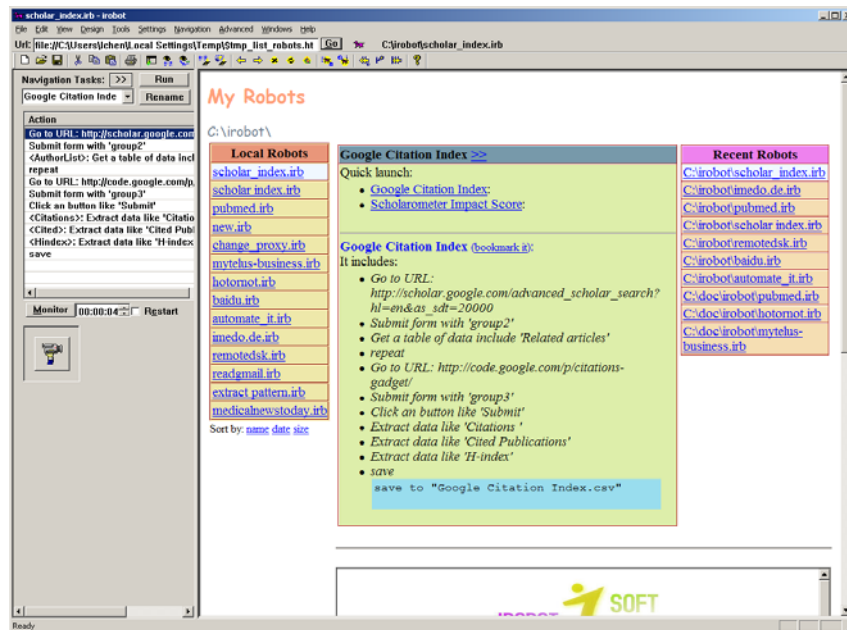 scholar_index.irb - irobot
File Edit View Design Tools Settings Navigation Advanced Windows Help
Url: file://C:\Users\lchen\Local Settings\Temp\$tmp_list_robots.ht Go C:\irobot\scholar_index.irb
Navigation Tasks: >> Run
Google Citation Inde Rename
Action
Go to URL: http://scholar.google.com
Submit form with 'group2'
<AuthorList>: Get a table of data incl
repeat
Go to URL: http://code.google.com/p
Submit form with 'group3'
Click an button like 'Submit'
<Citations>: Extract data like 'Citatio
<Cited>: Extract data like 'Cited Publ
<Hindex>: Extract data like 'H-index
save
Monitor 00:00:04 Restart
My Robots
C:\irobot\
Local Robots
scholar_index.irb
scholar index.irb
pubmed.irb
new.irb
change_proxy.irb
mytelus-business.irb
hotornot.irb
baidu.irb
automate_it.irb
imedo.de.irb
remotedsk.irb
readgmail.irb
extract pattern.irb
medicalnewstoday.irb
Sort by: name date size
Google Citation Index >>
Quick launch:
• Google Citation Index:
• Scholarometer Impact Score:
Google Citation Index (bookmark it):
It includes:
• Go to URL:
http://scholar.google.com/advanced_scholar_search?
hl=en&as_sdt=20000
• Submit form with 'group2'
• Get a table of data include 'Related articles'
• repeat
• Go to URL: http://code.google.com/p/citations-
gadget/
• Submit form with 'group3'
• Click an button like 'Submit'
• Extract data like 'Citations '
• Extract data like 'Cited Publications'
• Extract data like 'H-index'
• save
save to "Google Citation Index.csv"
Recent Robots
C:\irobot\scholar_index.irb
C:\irobot\imedo.de.irb
C:\irobot\pubmed.irb
C:\irobot\scholar index.irb
C:\irobot\remotedsk.irb
C:\irobot\baidu.irb
C:\irobot\automate_it.irb
C:\doc\irobot\pubmed.irb
C:\doc\irobot\hotornot.irb
C:\doc\irobot\mytelus-
business.irb
IROBOT SOFT
Ready